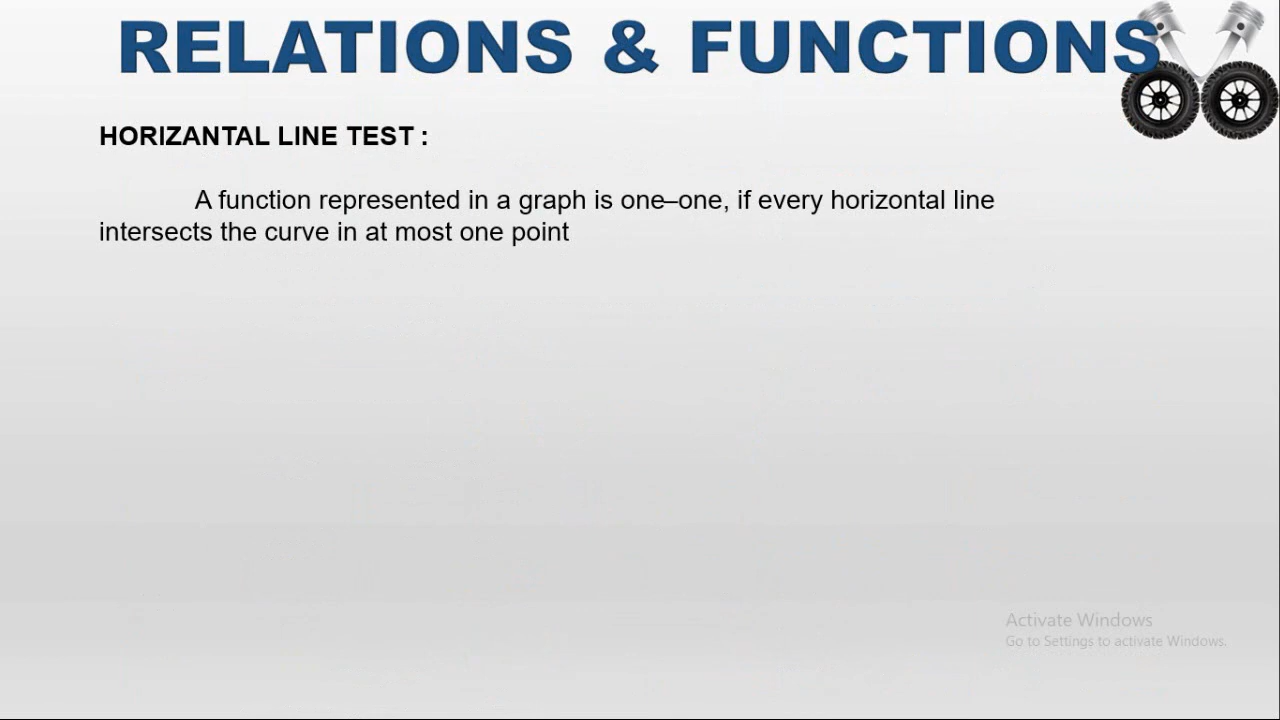 RELATIONS & FUNCTIONS
HORIZANTAL LINE TEST :
A function represented in a graph is one–one, if every horizontal line
intersects the curve in at most one point
Activate Windows
Go to Settings to activate Windows.